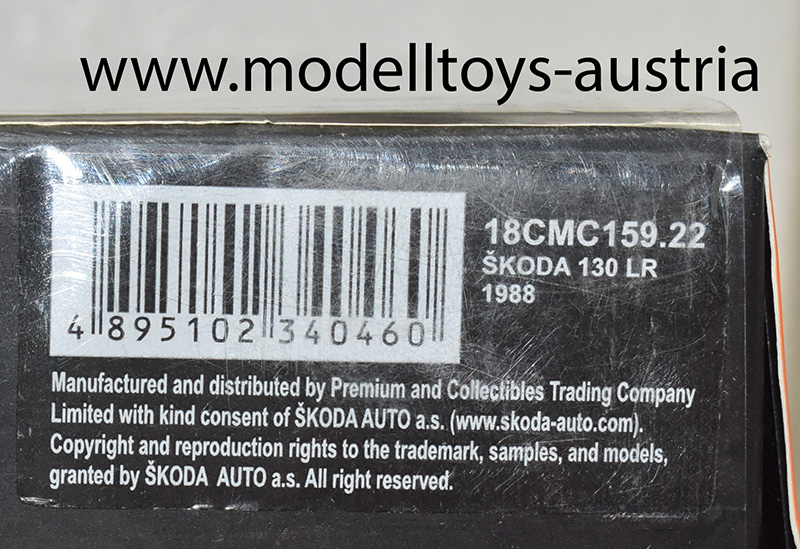 www.modelltoys-austria
18CMC159.22
ŠKODA 130 LR
1988
4 895102 340460
Manufactured and distributed by Premium and Collectibles Trading Company
Limited with kind consent of ŠKODA AUTO a.s. (www.skoda-auto.com).
Copyright and reproduction rights to the trademark, samples, and models,
granted by ŠKODA AUTO a.s. All right reserved.